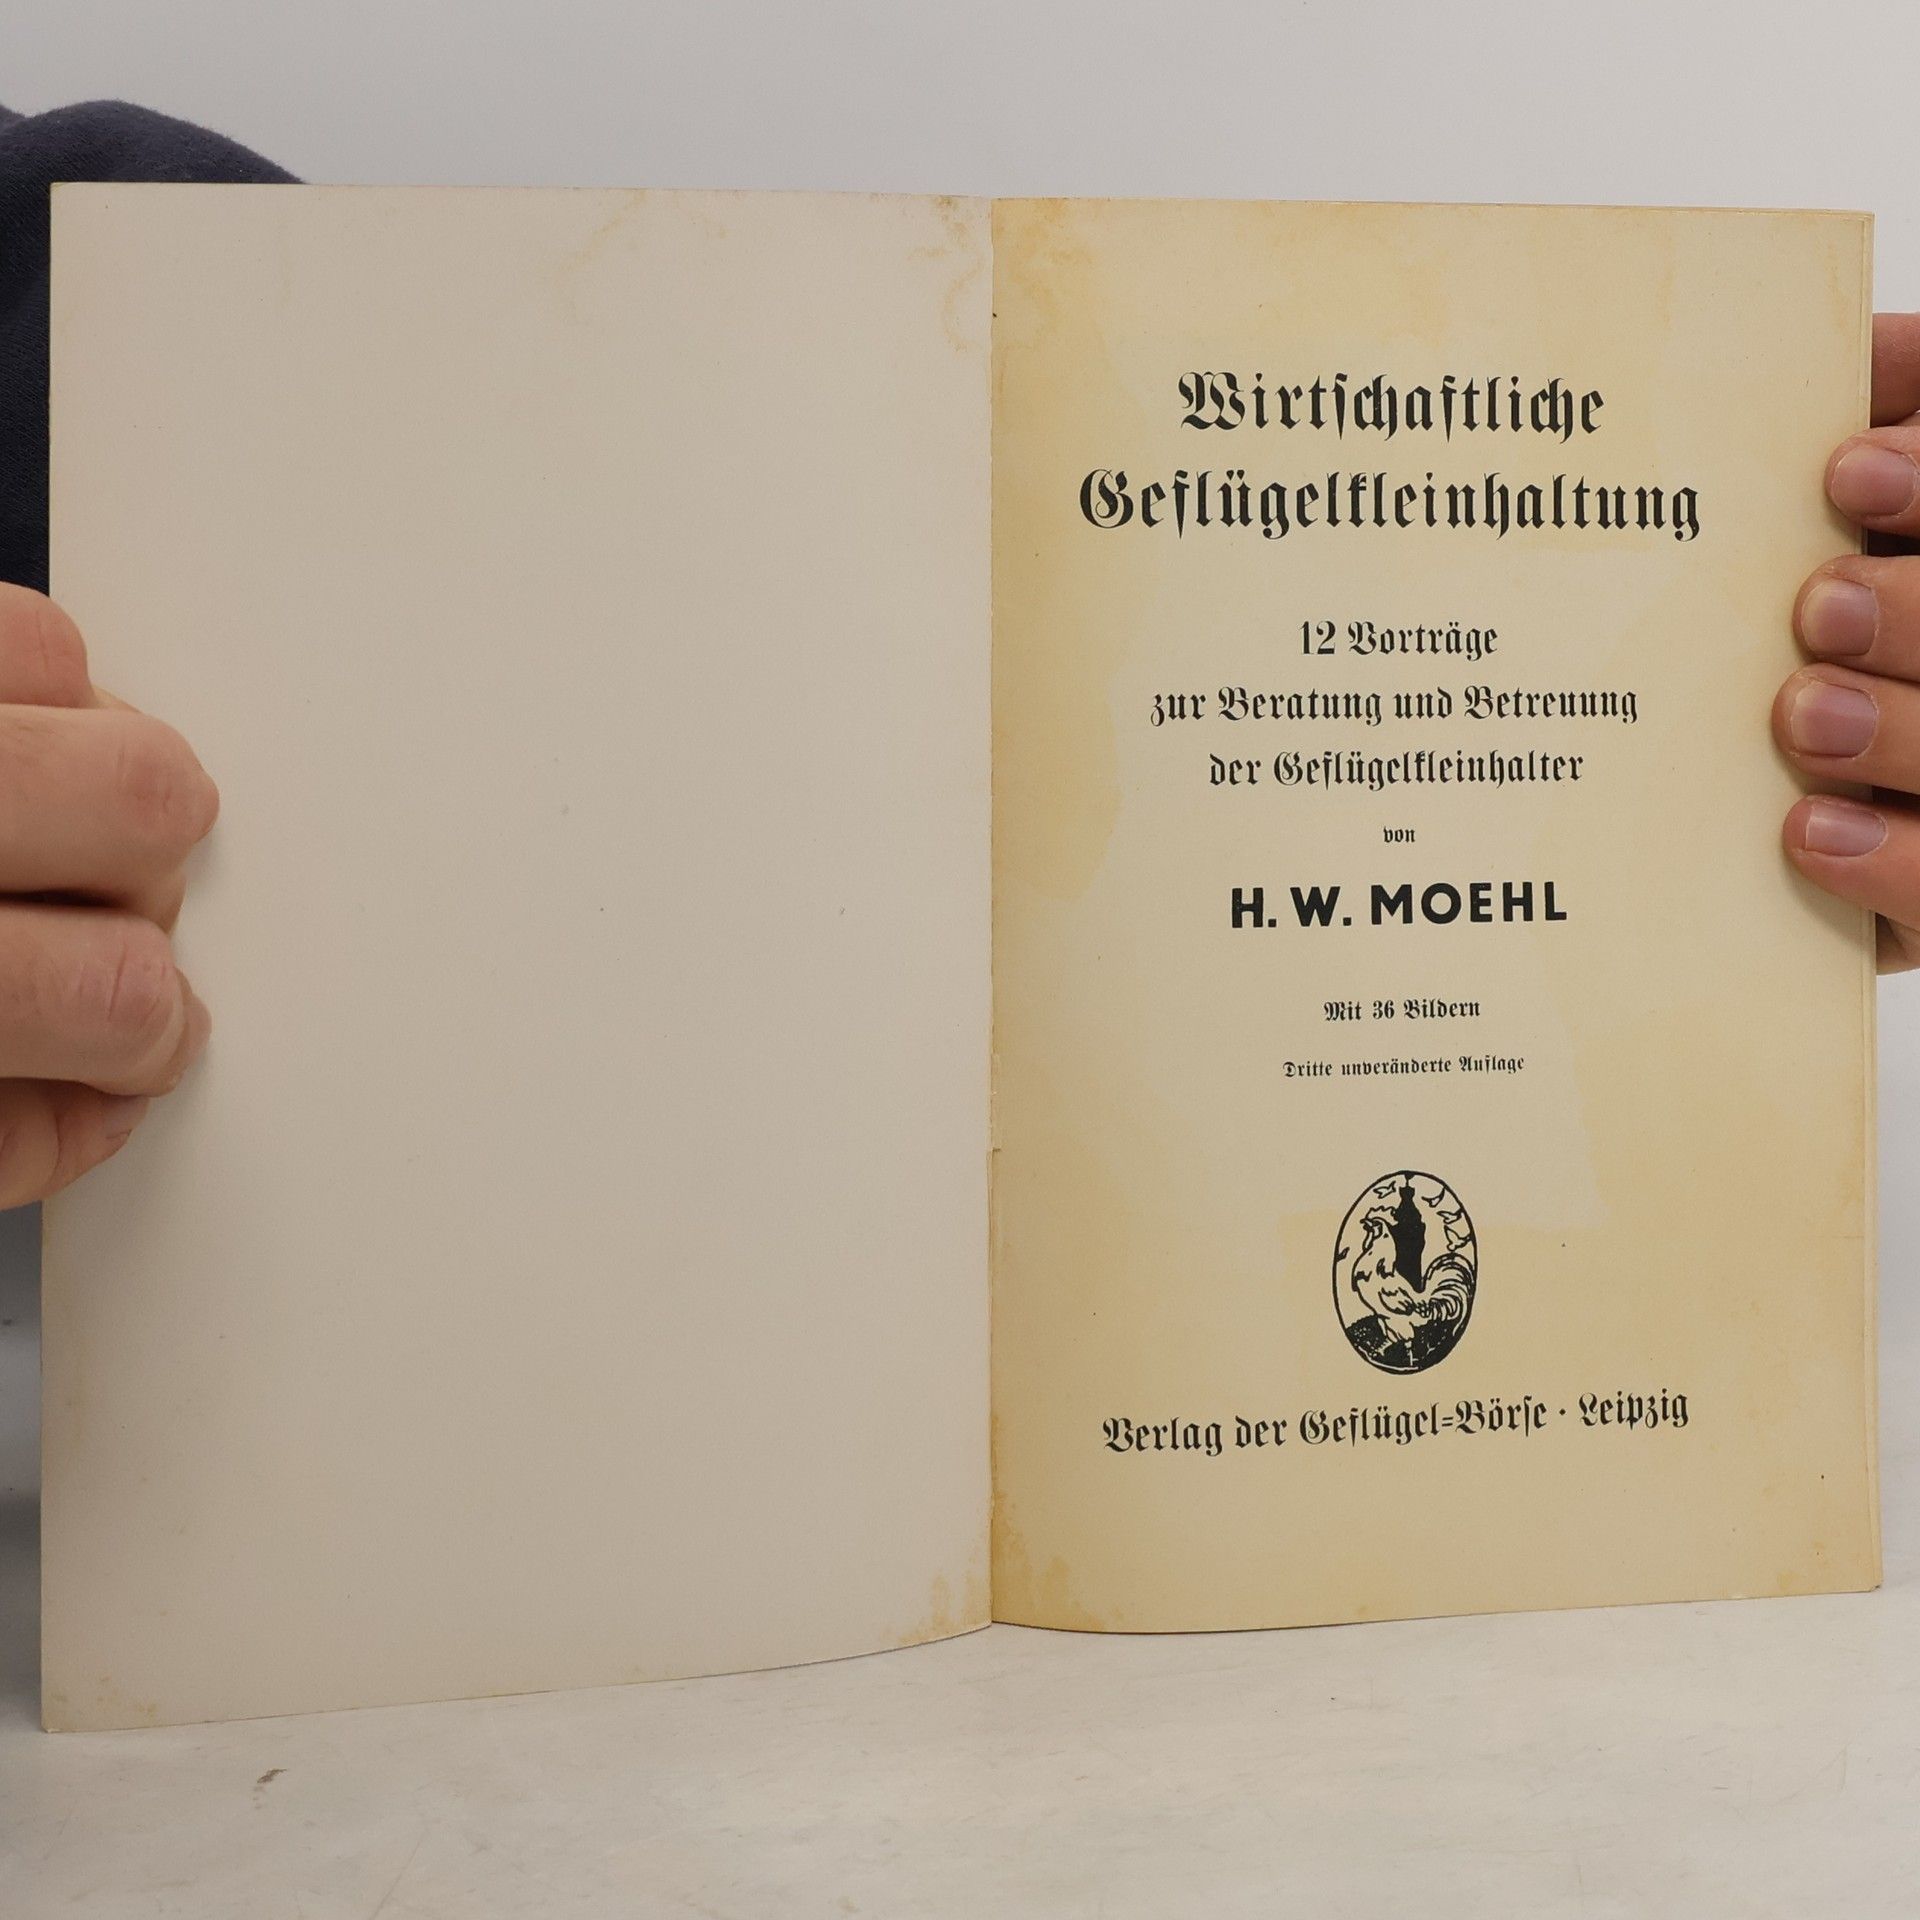 Wirtſchaftliche
Geflügelkleinhaltung
12 Vorträge
zur Beratung und Betreuung
der Geflügelkleinhalter
von
H. W. MOEHL
Mit 36 Bildern
Dritte unveränderte Auflage
Verlag der Geflügel=Börſe · Leipzig